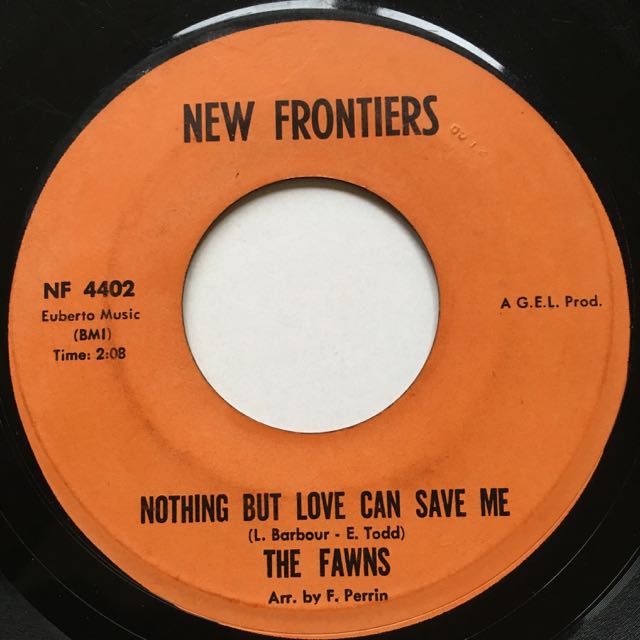 NEW FRONTIERS
NF 4402
Euberto Music
(BMI)
Time: 2:08
A G.E.L. Prod.
NOTHING BUT LOVE CAN SAVE ME
(L. Barbour - E. Todd)
THE FAWNS
Arr. by F. Perrin